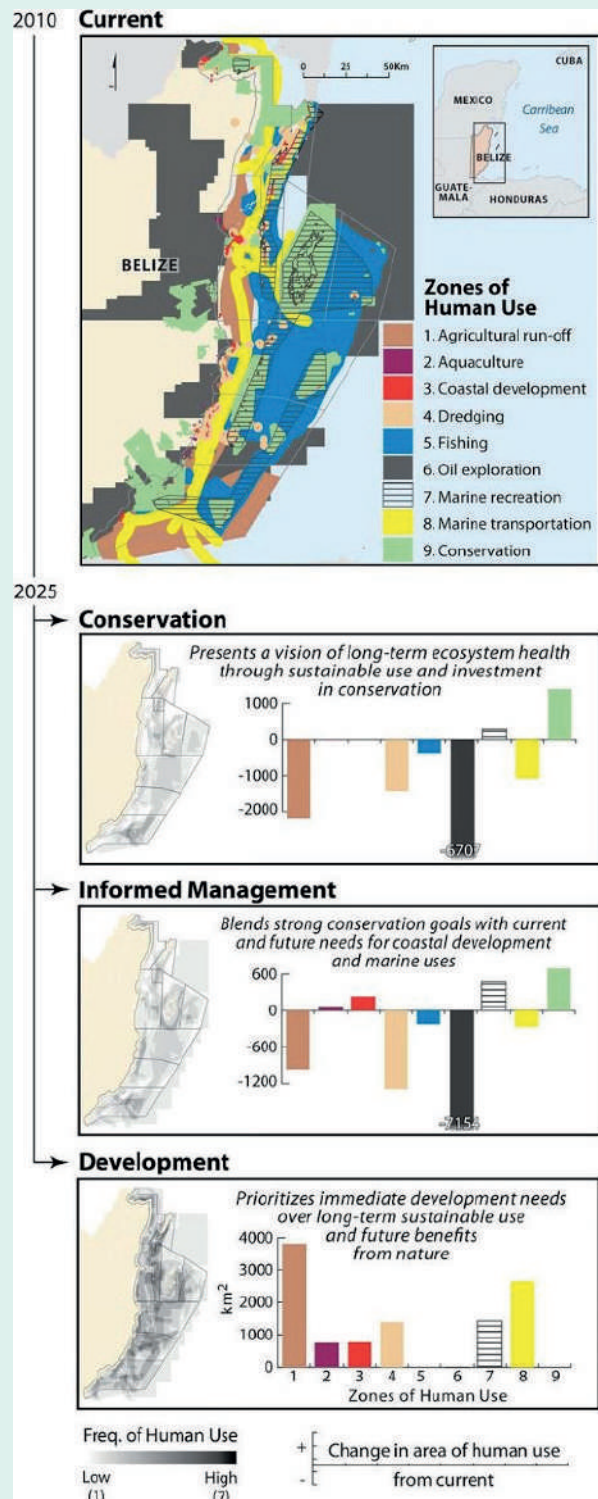 2010
Current
0 25 50Km
CUBA
MEXICO
Carribean
Sea
BELIZE
GUATE-
MALA
HONDURAS
BELIZE
Zones of
Human Use
1. Agricultural run-off
2. Aquaculture
3. Coastal development
4. Dredging
5. Fishing
6. Oil exploration
7. Marine recreation
8. Marine transportation
9. Conservation
2025
Conservation
Presents a vision of long-term ecosystem health
through sustainable use and investment
in conservation
1000
0
-1000
-2000
-6707
Informed Management
Blends strong conservation goals with current
and future needs for coastal development
and marine uses
600
0
-600
-1200
-7154
Development
Prioritizes immediate development needs
over long-term sustainable use
and future benefits
from nature
4000
3000
2000
1000
0
km²
1 2 3 4 5 6 7 8 9
Zones of Human Use
Freq. of Human Use
Low High
(1) (7)
+ Change in area of human use
- from current